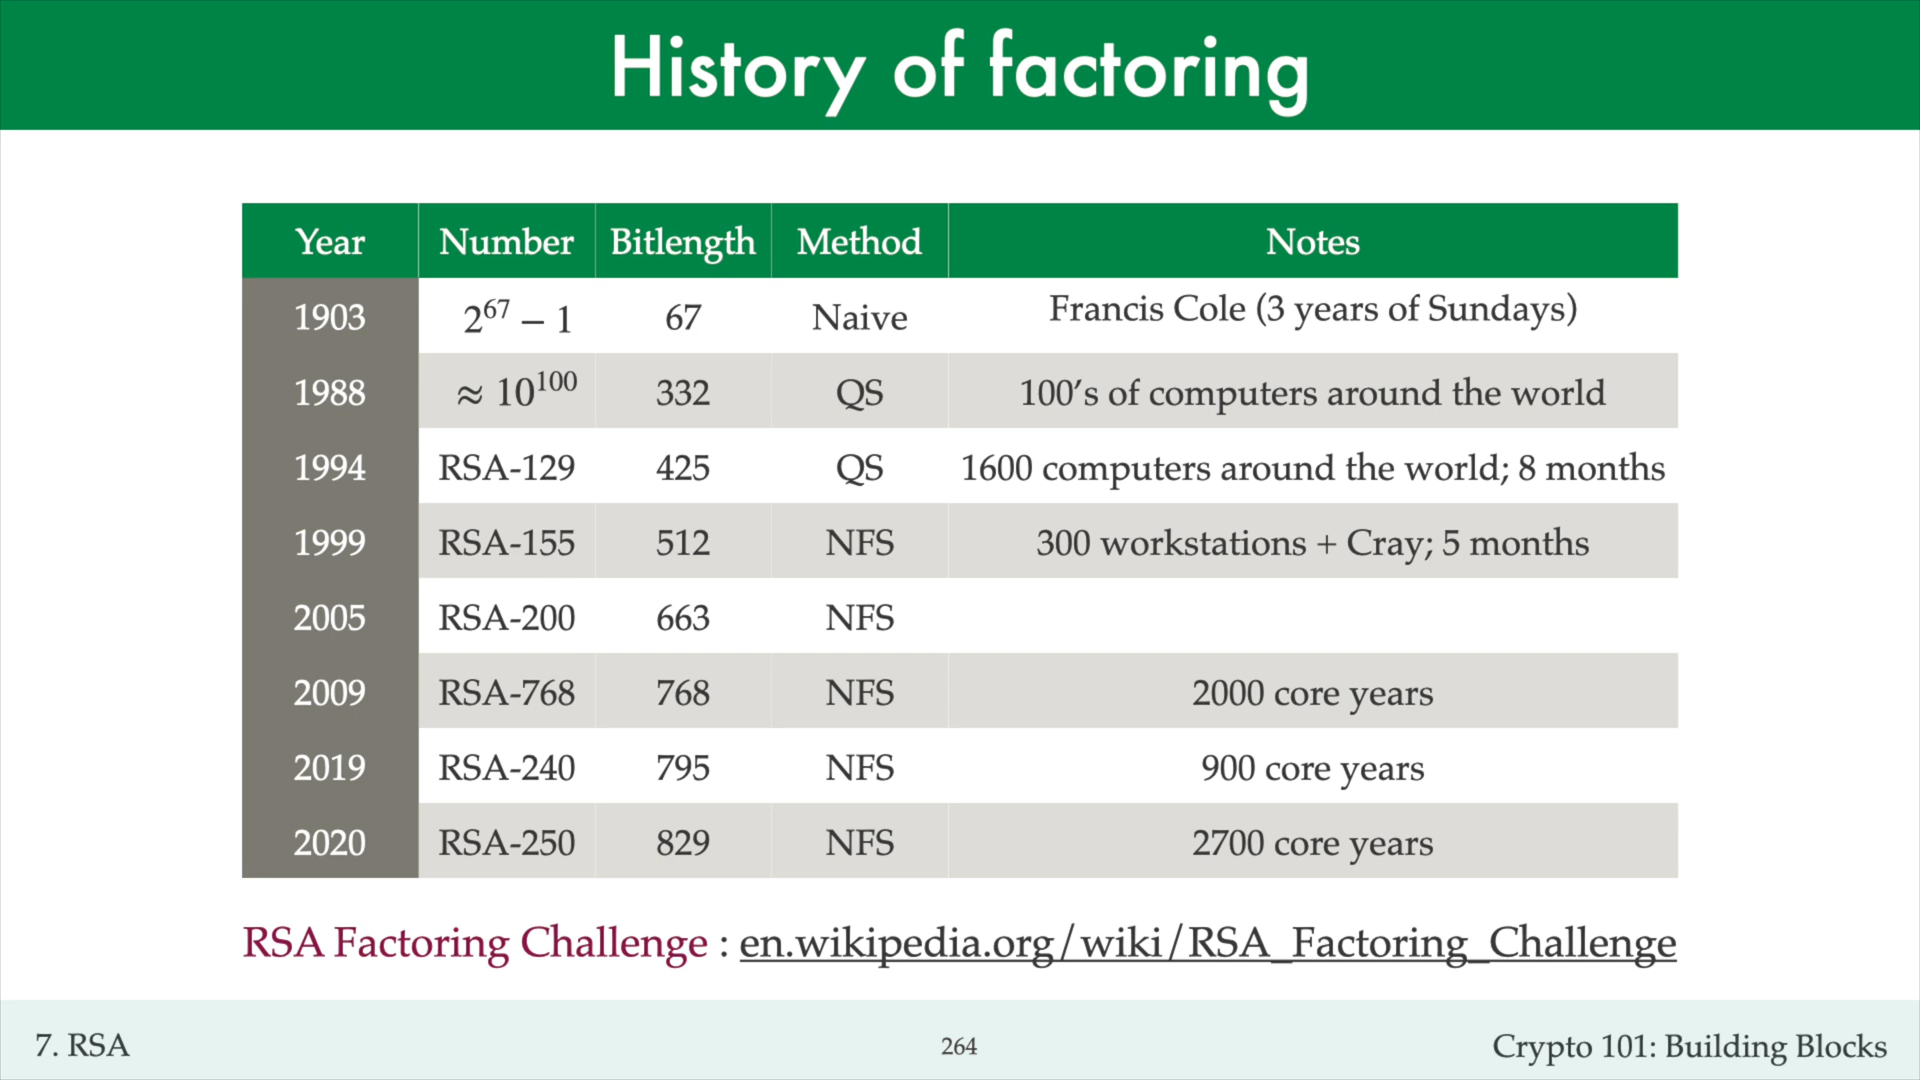 History of factoring
Year Number Bitlength Method Notes
1903 2⁶⁷ – 1 67 Naive Francis Cole (3 years of Sundays)
1988 ≈ 10¹⁰⁰ 332 QS 100’s of computers around the world
1994 RSA-129 425 QS 1600 computers around the world; 8 months
1999 RSA-155 512 NFS 300 workstations + Cray; 5 months
2005 RSA-200 663 NFS
2009 RSA-768 768 NFS 2000 core years
2019 RSA-240 795 NFS 900 core years
2020 RSA-250 829 NFS 2700 core years
RSA Factoring Challenge : en.wikipedia.org/wiki/RSA_Factoring_Challenge
7. RSA 264 Crypto 101: Building Blocks